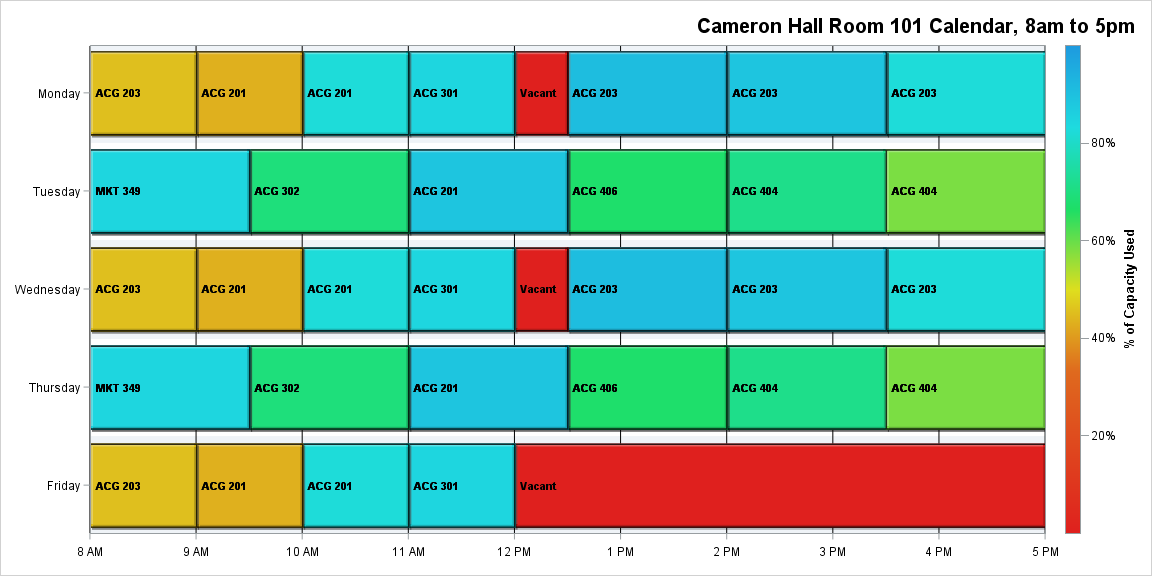 Cameron Hall Room 101 Calendar, 8am to 5pm
Monday
ACG 203
ACG 201
ACG 201
ACG 301
Vacant
ACG 203
ACG 203
ACG 203
Tuesday
MKT 349
ACG 302
ACG 201
ACG 406
ACG 404
ACG 404
Wednesday
ACG 203
ACG 201
ACG 201
ACG 301
Vacant
ACG 203
ACG 203
ACG 203
Thursday
MKT 349
ACG 302
ACG 201
ACG 406
ACG 404
ACG 404
Friday
ACG 203
ACG 201
ACG 201
ACG 301
Vacant
8 AM
9 AM
10 AM
11 AM
12 PM
1 PM
2 PM
3 PM
4 PM
5 PM
80%
60%
40%
20%
% of Capacity Used